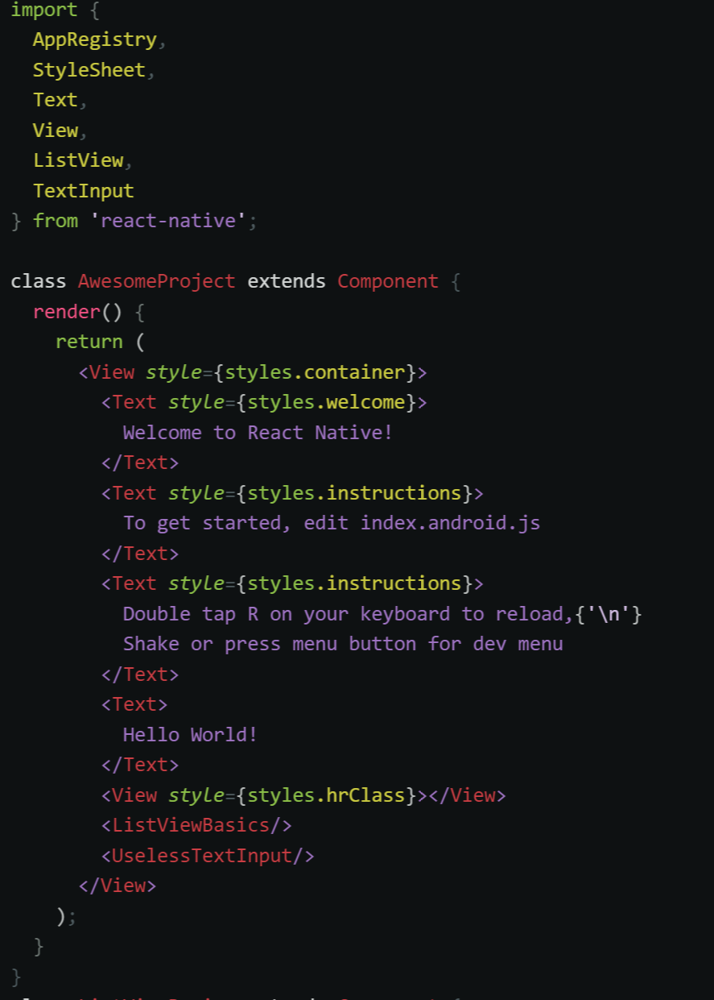 import {
  AppRegistry,
  StyleSheet,
  Text,
  View,
  ListView,
  TextInput
} from 'react-native';

class AwesomeProject extends Component {
  render() {
    return (
      <View style={styles.container}>
        <Text style={styles.welcome}>
          Welcome to React Native!
        </Text>
        <Text style={styles.instructions}>
          To get started, edit index.android.js
        </Text>
        <Text style={styles.instructions}>
          Double tap R on your keyboard to reload,{'\n'}
          Shake or press menu button for dev menu
        </Text>
        <Text>
          Hello World!
        </Text>
        <View style={styles.hrClass}></View>
        <ListViewBasics/>
        <UselessTextInput/>
      </View>
    );
  }
}